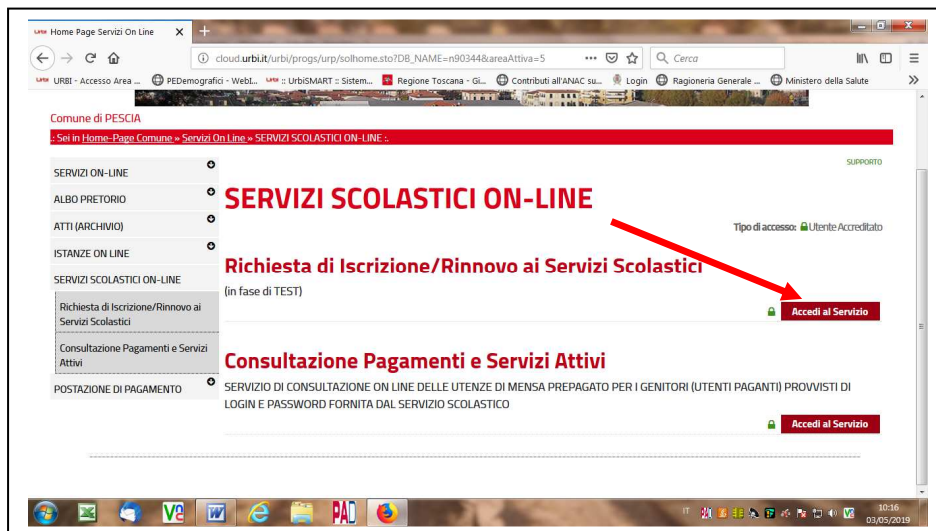 Home Page Servizi On Line
cloud.urbi.it/urbi/progs/urp/solhome.sto?DB_NAME=n90344&areaAttiva=5
Cerca
URBI - Accesso Area ... PEDemografici - WebI... :: UrbiSMART :: Sistem... Regione Toscana - Gi... Contributi all'ANAC su... Login Ragioneria Generale ... Ministero della Salute
Comune di PESCIA
.: Sei in Home-Page Comune » Servizi On Line » SERVIZI SCOLASTICI ON-LINE :.
SUPPORTO
SERVIZI ON-LINE
ALBO PRETORIO
ATTI (ARCHIVIO)
ISTANZE ON LINE
SERVIZI SCOLASTICI ON-LINE
Richiesta di Iscrizione/Rinnovo ai
Servizi Scolastici
Consultazione Pagamenti e Servizi
Attivi
POSTAZIONE DI PAGAMENTO
SERVIZI SCOLASTICI ON-LINE
Tipo di accesso: Utente Accreditato
Richiesta di Iscrizione/Rinnovo ai Servizi Scolastici
(in fase di TEST)
Accedi al Servizio
Consultazione Pagamenti e Servizi Attivi
SERVIZIO DI CONSULTAZIONE ON LINE DELLE UTENZE DI MENSA PREPAGATO PER I GENITORI (UTENTI PAGANTI) PROVVISTI DI
LOGIN E PASSWORD FORNITA DAL SERVIZIO SCOLASTICO
Accedi al Servizio
PAD
IT
10:16
03/05/2019